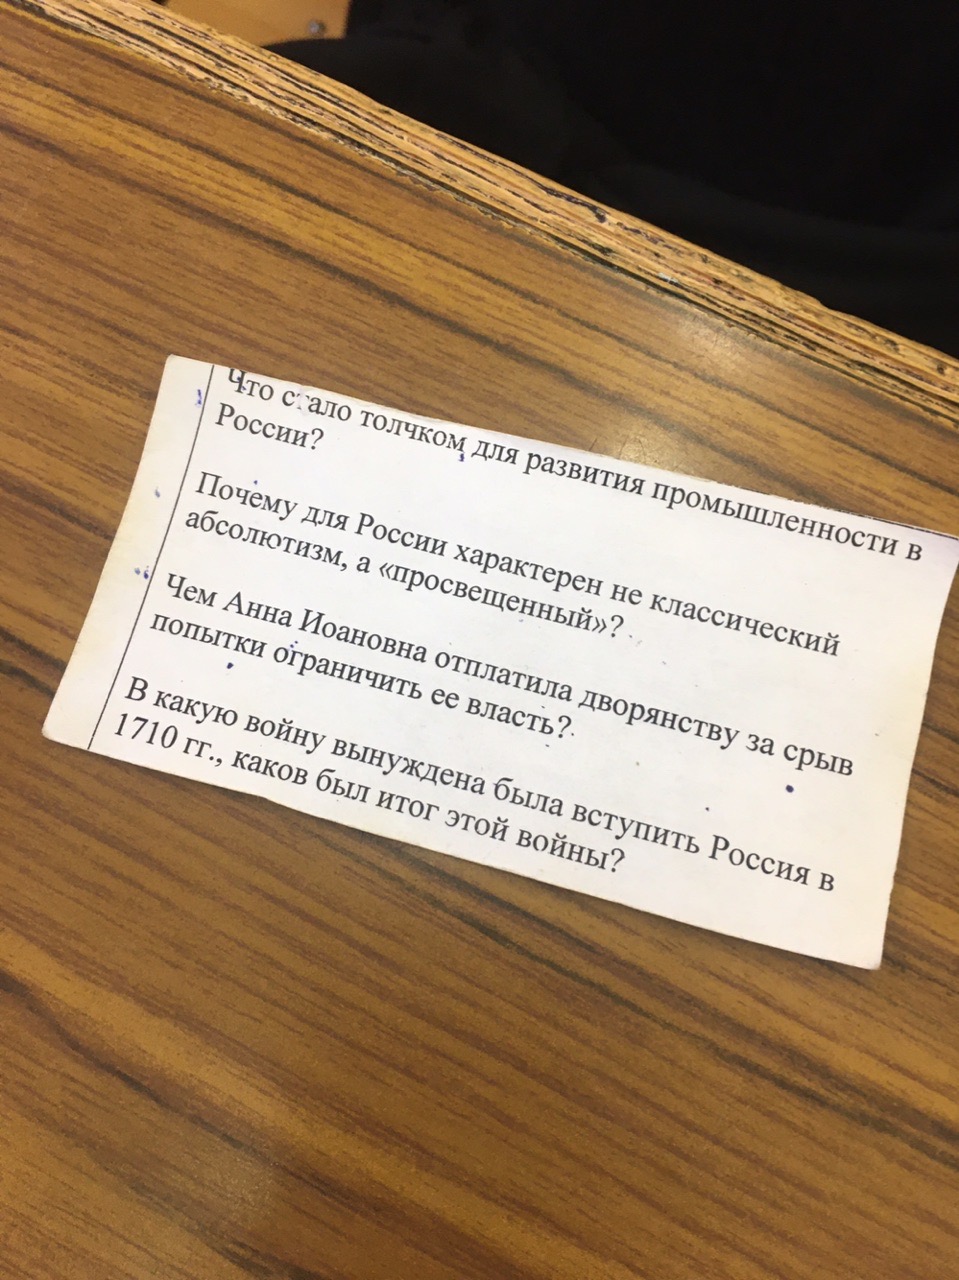 Что стало толчком для развития промышленности в
России?
Почему для России характерен не классический
абсолютизм, а «просвещенный»?
Чем Анна Иоановна отплатила дворянству за срыв
попытки ограничить ее власть?
В какую войну вынуждена была вступить Россия в
1710 гг., каков был итог этой войны?